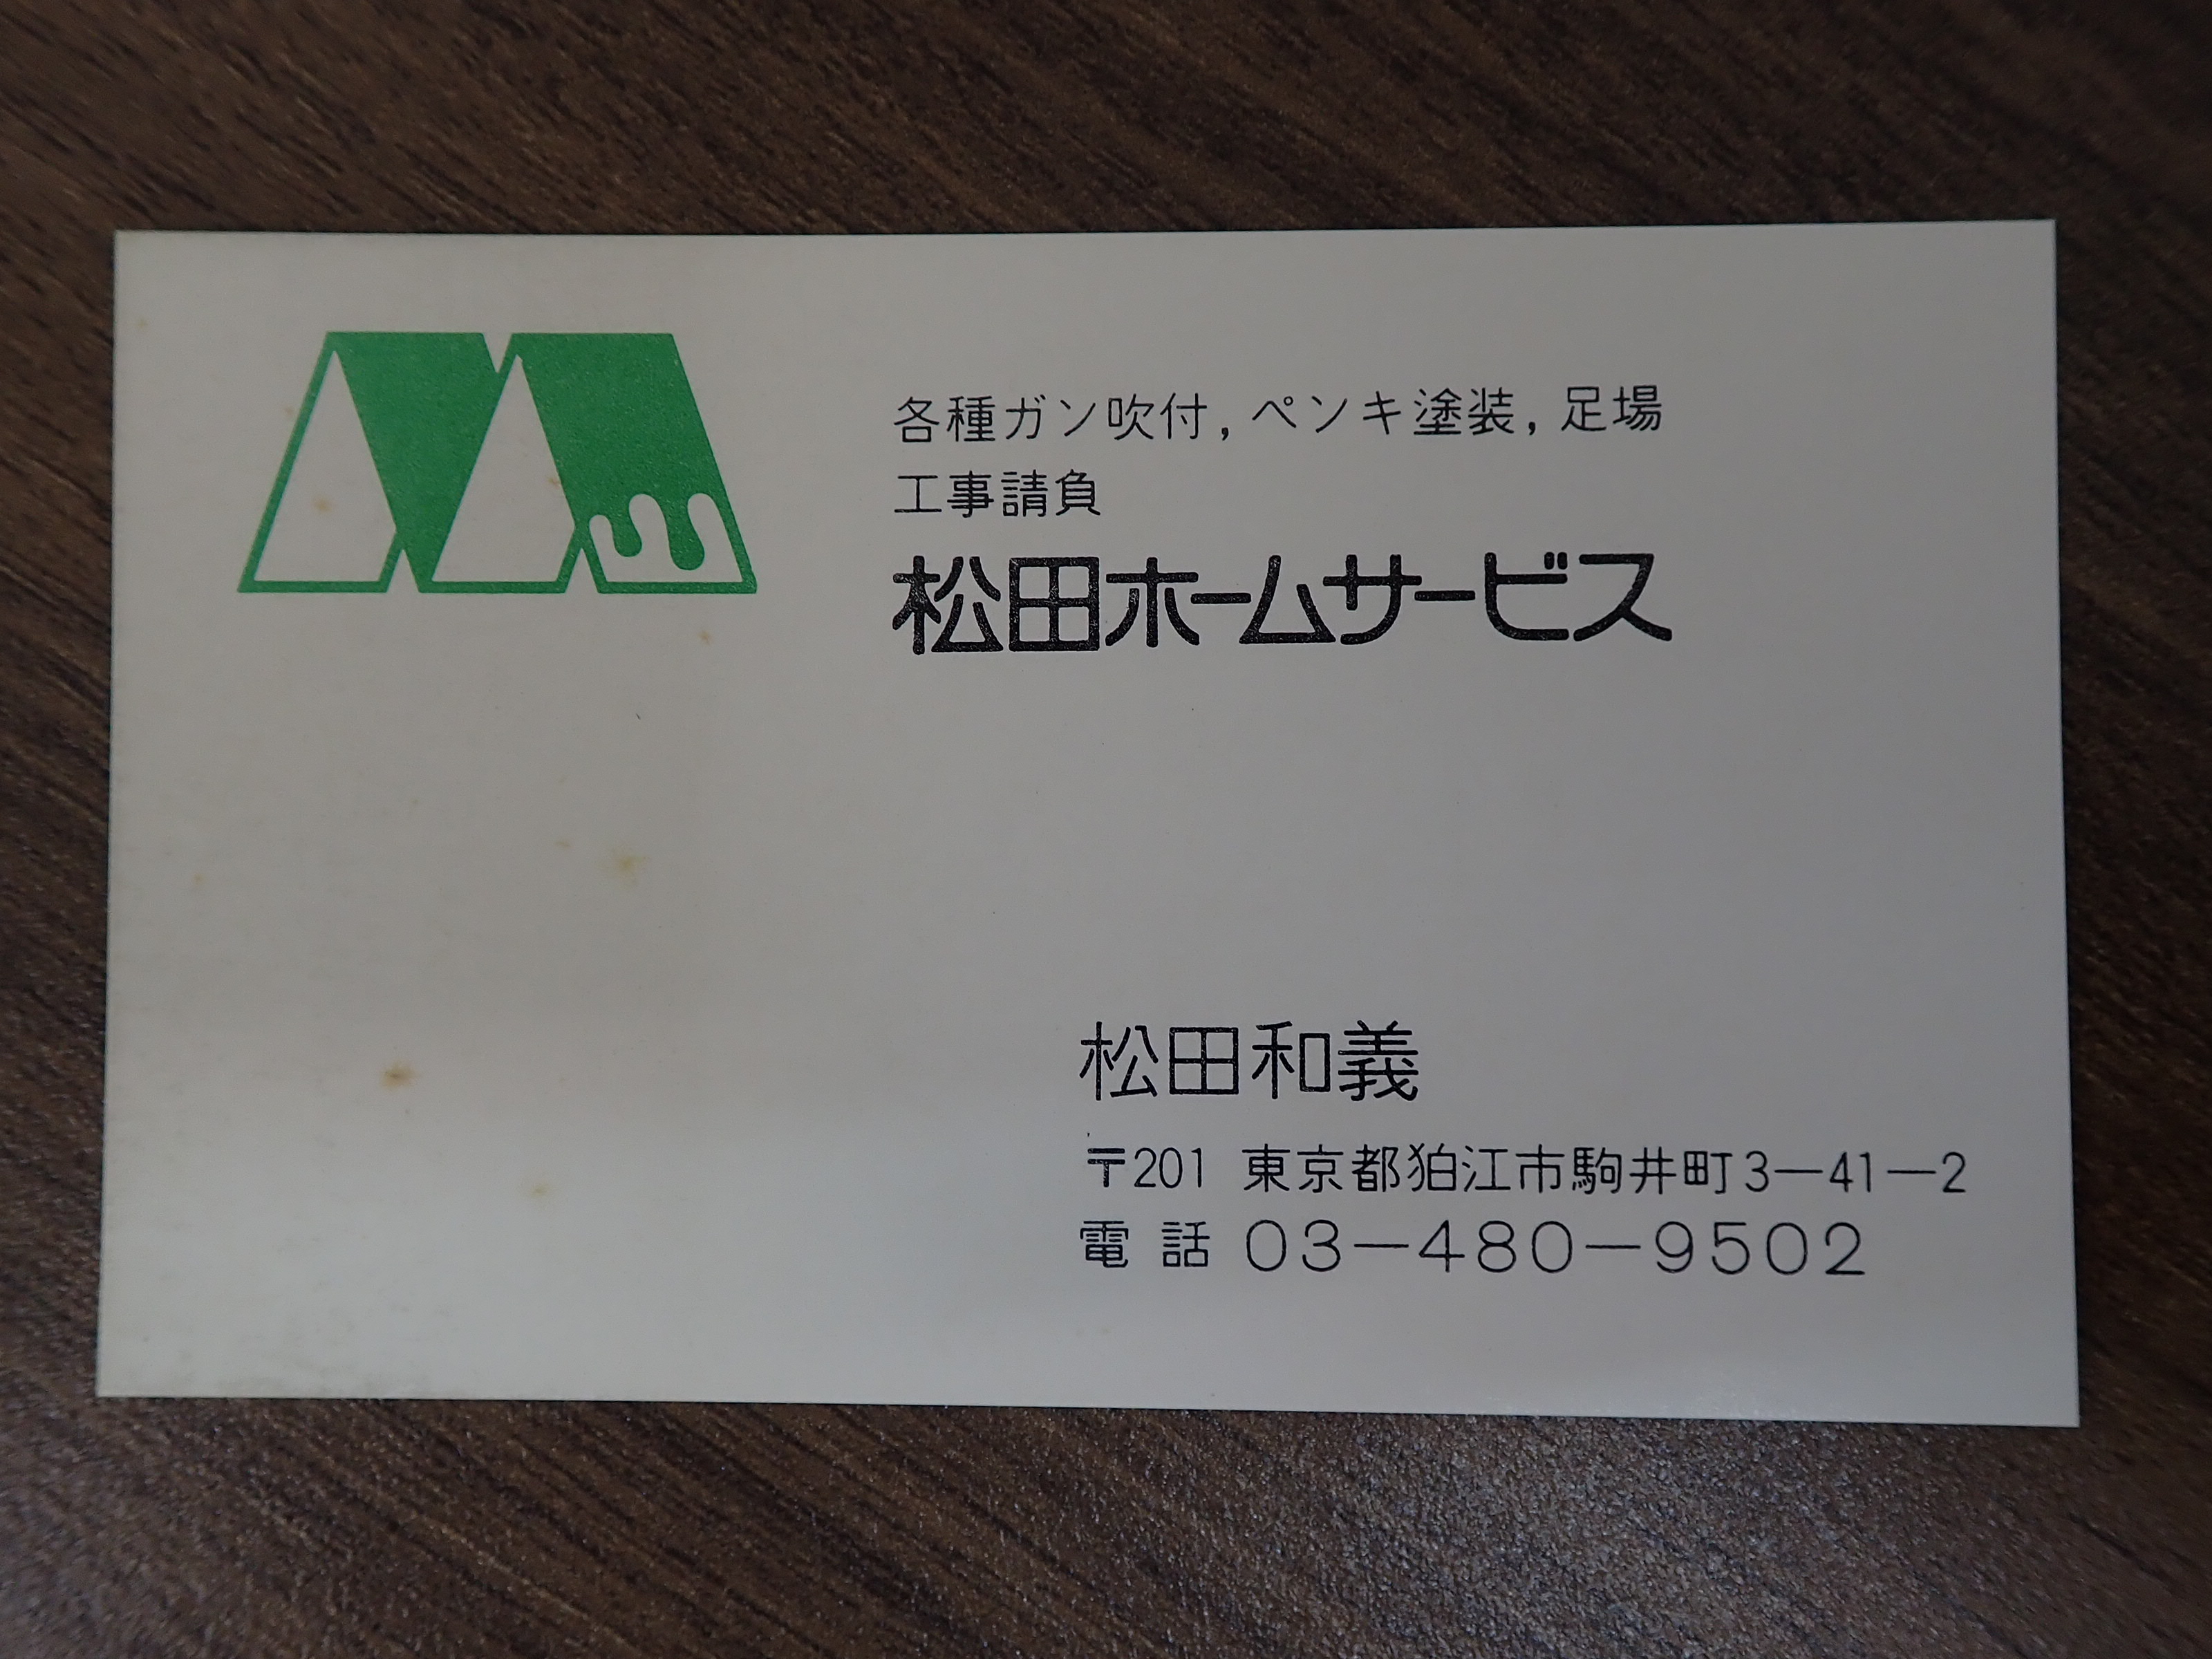 各種ガン吹付,ペンキ塗装,足場
工事請負
松田ホームサービス
松田和義
〒201 東京都狛江市駒井町3―41―2
電話 03―480―9502